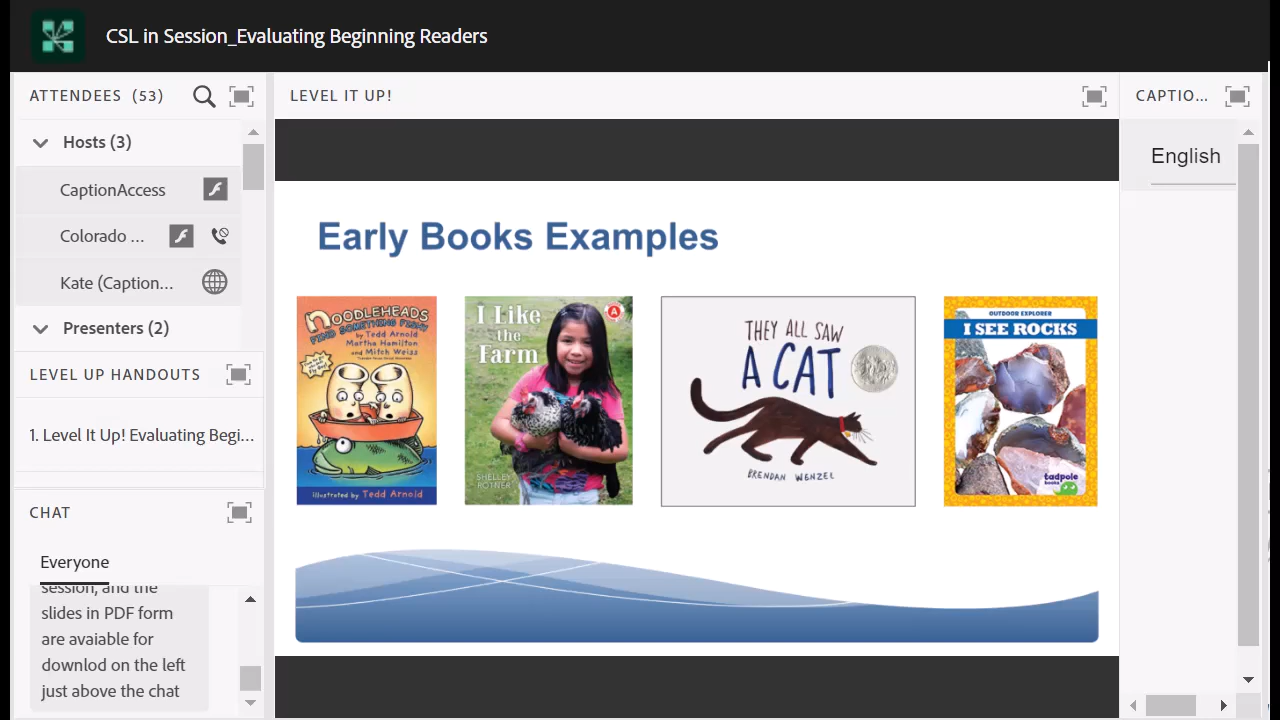 CSL in Session_Evaluating Beginning Readers
ATTENDEES (53)
Hosts (3)
CaptionAccess
Colorado ...
Kate (Caption...
Presenters (2)
LEVEL UP HANDOUTS
1. Level It Up! Evaluating Begi...
CHAT
Everyone
session, and the
slides in PDF form
are avaiable for
downlod on the left
just above the chat
LEVEL IT UP!
Early Books Examples
NOODLEHEADS
FIND SOMETHING FISHY
by Tedd Arnold
Martha Hamilton
and Mitch Weiss
Illustrated by Tedd Arnold
I Like
the
Farm
A
SHELLEY
ROTNER
THEY ALL SAW
A CAT
BRENDAN WENZEL
OUTDOOR EXPLORER
I SEE ROCKS
tadpole
books
CAPTIO...
English